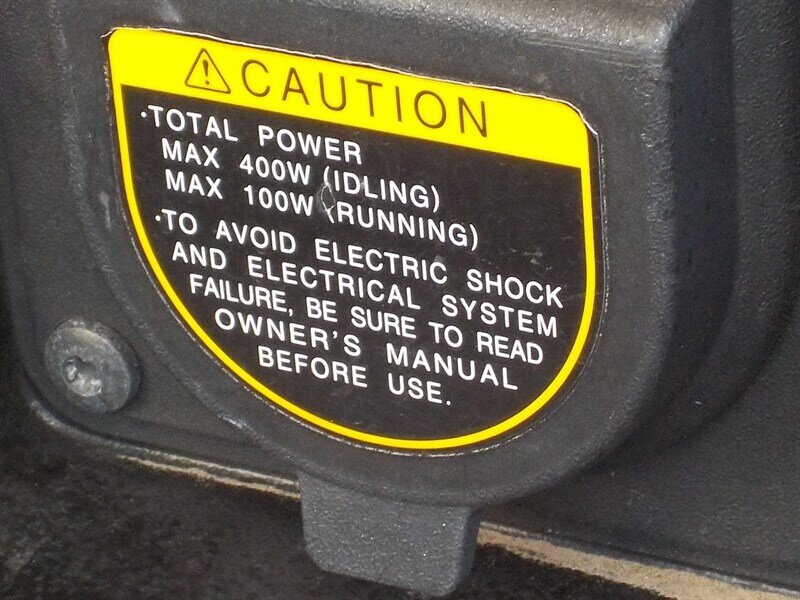 CAUTION
·TOTAL POWER
MAX 400W (IDLING)
MAX 100W (RUNNING)
·TO AVOID ELECTRIC SHOCK
AND ELECTRICAL SYSTEM
FAILURE, BE SURE TO READ
OWNER'S MANUAL
BEFORE USE.